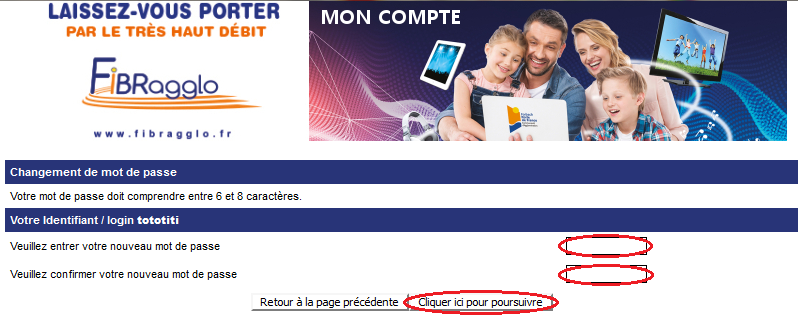 LAISSEZ-VOUS PORTER
PAR LE TRÈS HAUT DÉBIT
FiBRagglo
www.fibragglo.fr
MON COMPTE
Changement de mot de passe
Votre mot de passe doit comprendre entre 6 et 8 caractères.
Votre Identifiant / login tototiti
Veuillez entrer votre nouveau mot de passe
Veuillez confirmer votre nouveau mot de passe
Retour à la page précédente Cliquer ici pour poursuivre